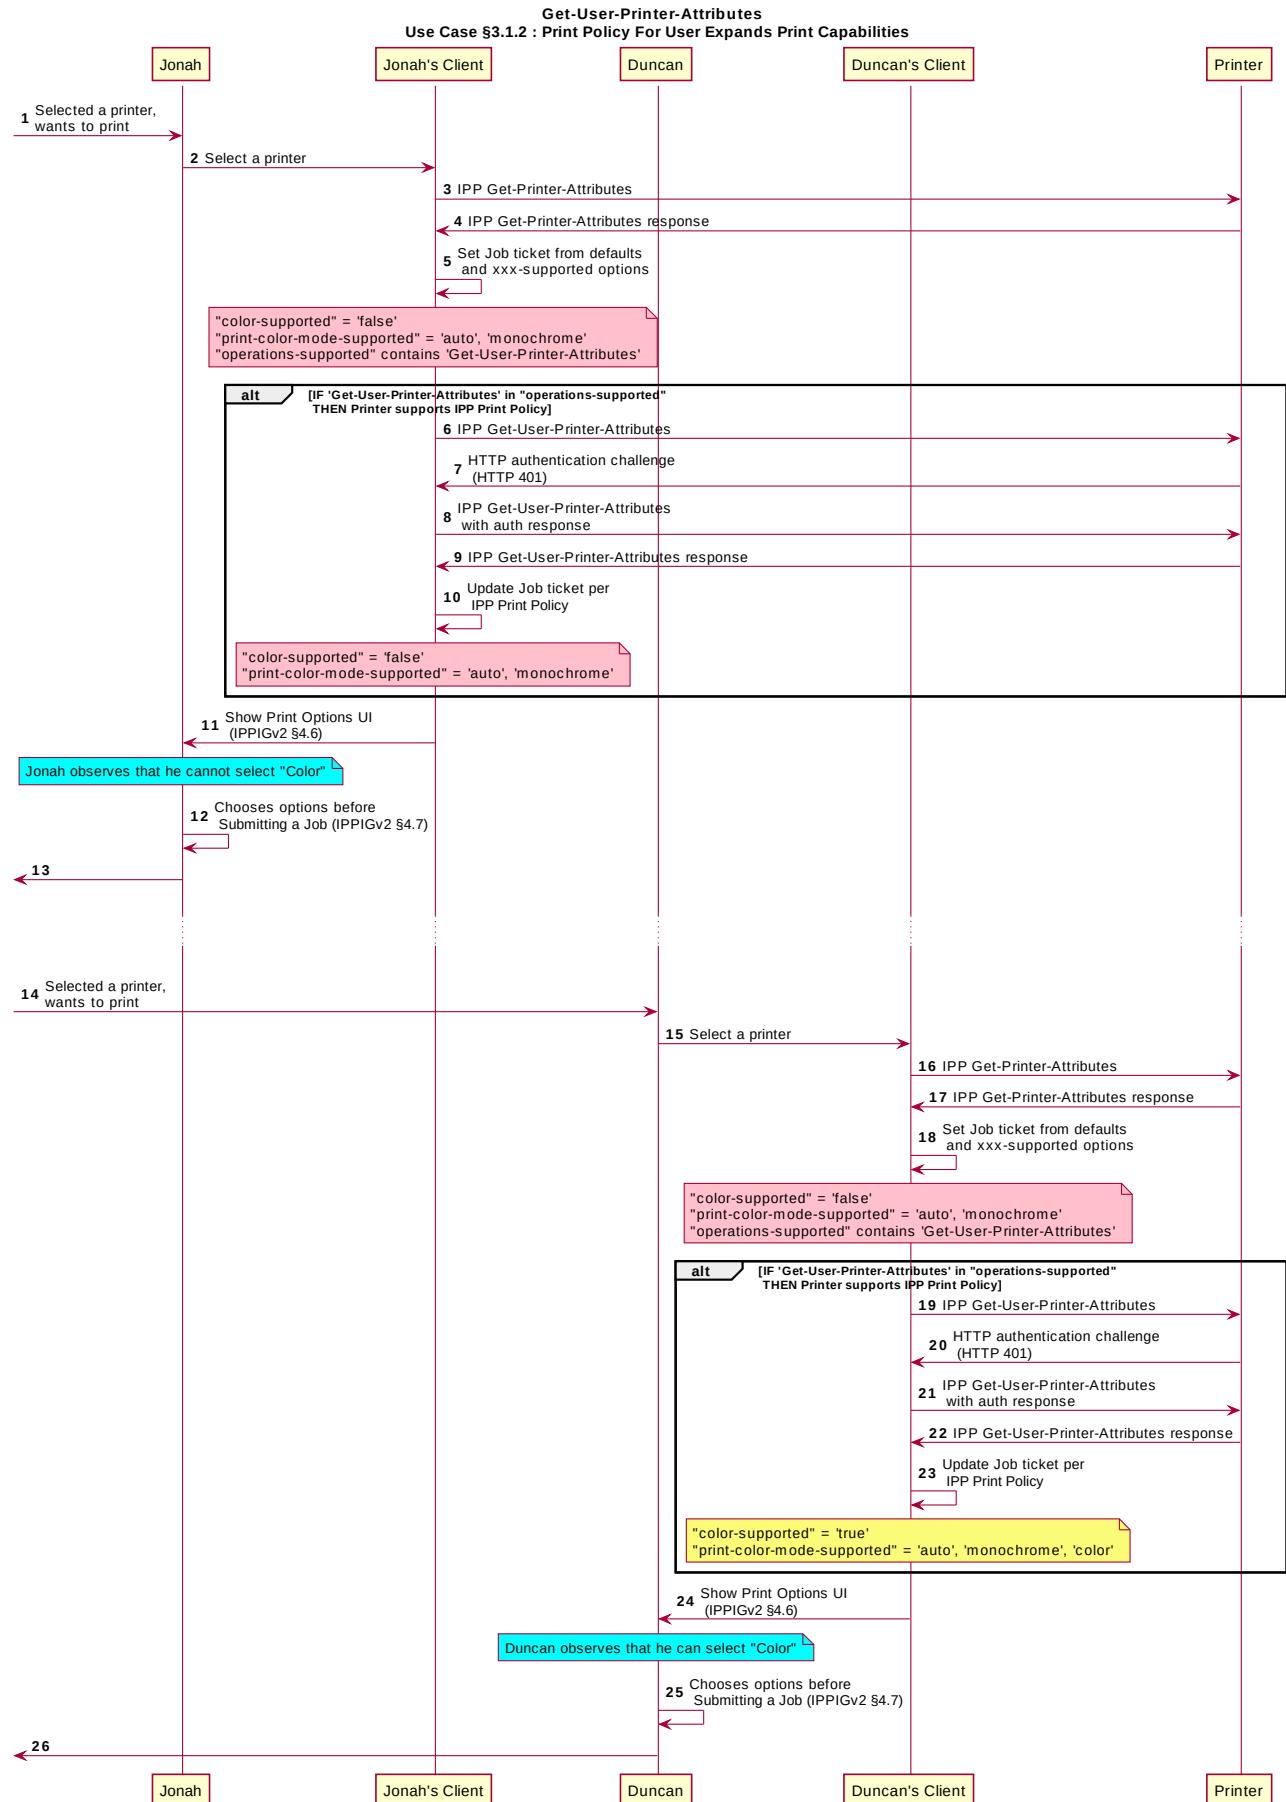 Get-User-Printer-Attributes
Use Case §3.1.2 : Print Policy For User Expands Print Capabilities
Jonah
Jonah's Client
Duncan
Duncan's Client
Printer
1 Selected a printer,
wants to print
2 Select a printer
3 IPP Get-Printer-Attributes
4 IPP Get-Printer-Attributes response
5 Set Job ticket from defaults
and xxx-supported options
"color-supported" = 'false'
"print-color-mode-supported" = 'auto', 'monochrome'
"operations-supported" contains 'Get-User-Printer-Attributes'
alt
[IF 'Get-User-Printer-Attributes' in "operations-supported"
THEN Printer supports IPP Print Policy]
6 IPP Get-User-Printer-Attributes
7 HTTP authentication challenge
(HTTP 401)
8 IPP Get-User-Printer-Attributes
with auth response
9 IPP Get-User-Printer-Attributes response
10 Update Job ticket per
IPP Print Policy
"color-supported" = 'false'
"print-color-mode-supported" = 'auto', 'monochrome'
11 Show Print Options UI
(IPPIGv2 §4.6)
Jonah observes that he cannot select "Color"
12 Chooses options before
Submitting a Job (IPPIGv2 §4.7)
13
14 Selected a printer,
wants to print
15 Select a printer
16 IPP Get-Printer-Attributes
17 IPP Get-Printer-Attributes response
18 Set Job ticket from defaults
and xxx-supported options
"color-supported" = 'false'
"print-color-mode-supported" = 'auto', 'monochrome'
"operations-supported" contains 'Get-User-Printer-Attributes'
alt
[IF 'Get-User-Printer-Attributes' in "operations-supported"
THEN Printer supports IPP Print Policy]
19 IPP Get-User-Printer-Attributes
20 HTTP authentication challenge
(HTTP 401)
21 IPP Get-User-Printer-Attributes
with auth response
22 IPP Get-User-Printer-Attributes response
23 Update Job ticket per
IPP Print Policy
"color-supported" = 'true'
"print-color-mode-supported" = 'auto', 'monochrome', 'color'
24 Show Print Options UI
(IPPIGv2 §4.6)
Duncan observes that he can select "Color"
25 Chooses options before
Submitting a Job (IPPIGv2 §4.7)
26
Jonah
Jonah's Client
Duncan
Duncan's Client
Printer